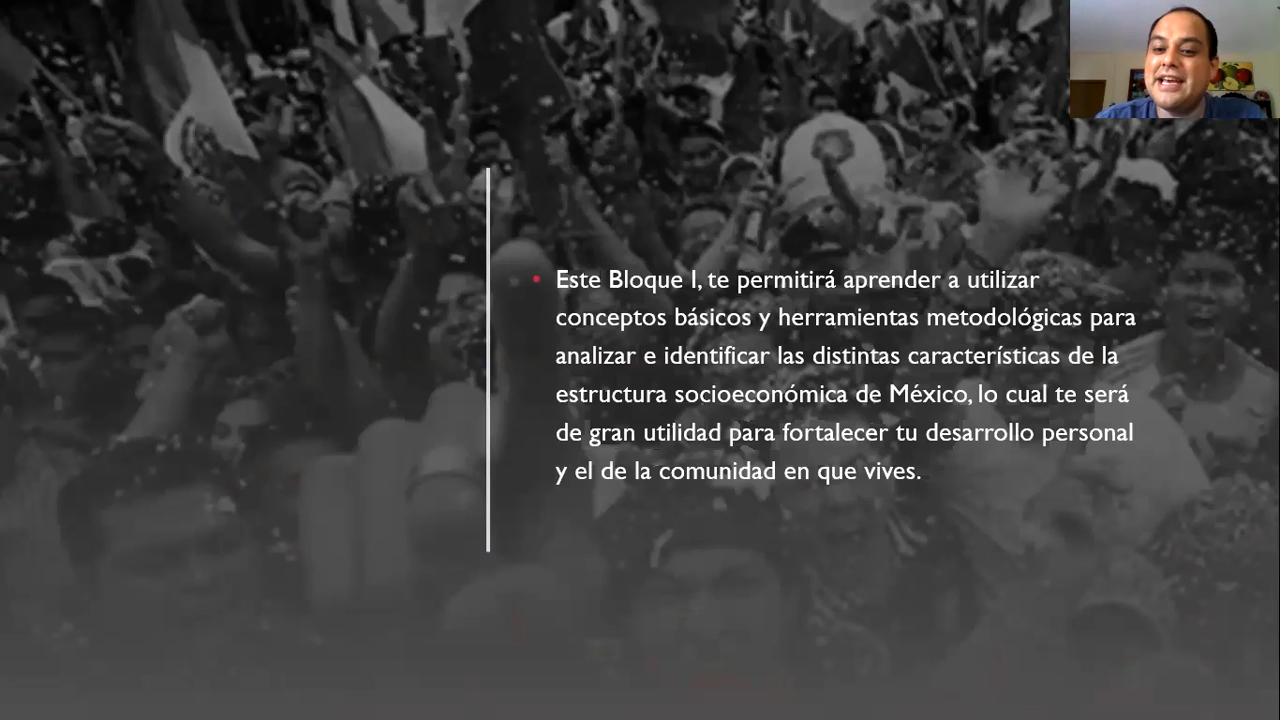 • Este Bloque I, te permitirá aprender a utilizar
conceptos básicos y herramientas metodológicas para
analizar e identificar las distintas características de la
estructura socioeconómica de México, lo cual te será
de gran utilidad para fortalecer tu desarrollo personal
y el de la comunidad en que vives.